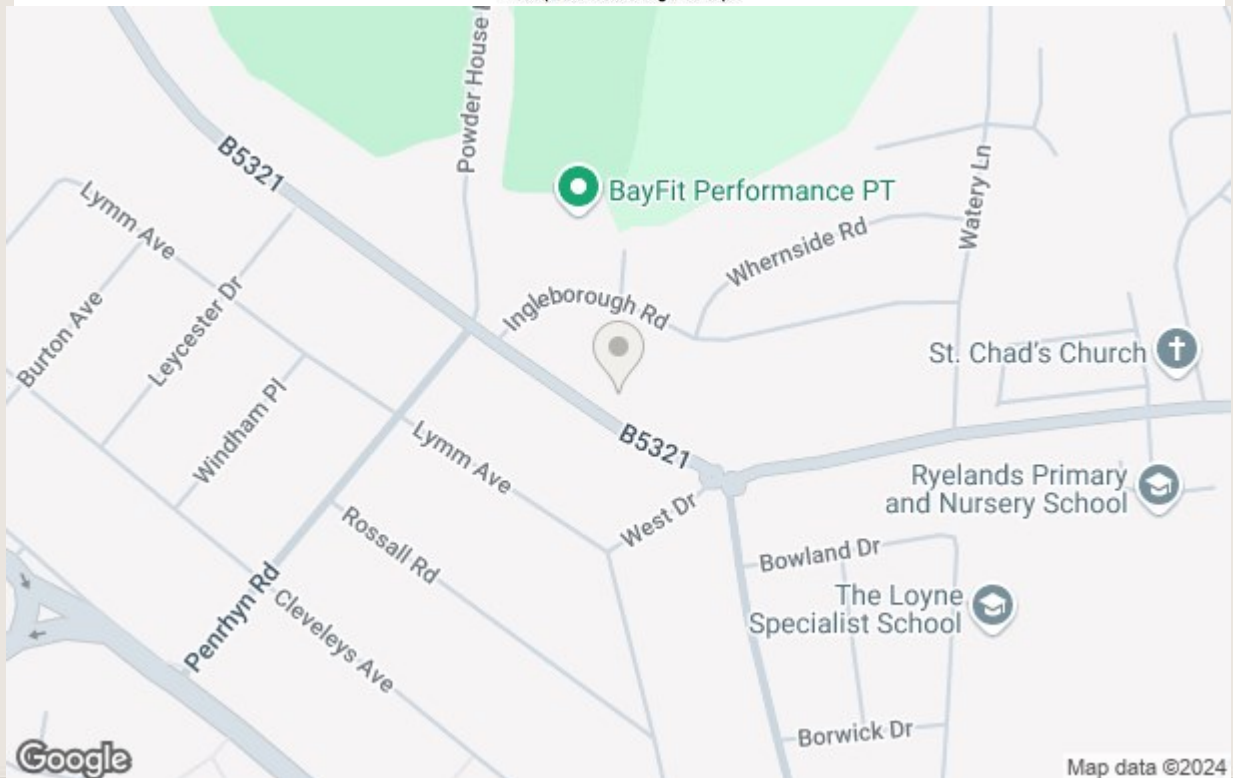 Powder House
B5321
BayFit Performance PT
Watery Ln
Lymm Ave
Whernside Rd
Leycester Dr
Ingleborough Rd
Burton Ave
St. Chad's Church
Windham Pl
B5321
Lymm Ave
Ryelands Primary
and Nursery School
West Dr
Rossall Rd
Bowland Dr
Penrhyn Rd
The Loyne
Specialist School
Cleveleys Ave
Borwick Dr
Google
Map data ©2024